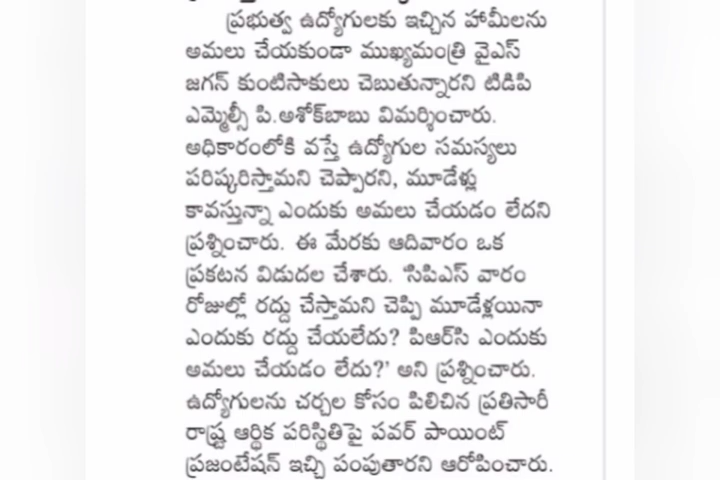 ప్రభుత్వ ఉద్యోగులకు ఇచ్చిన హామీలను
అమలు చేయకుండా ముఖ్యమంత్రి వైఎస్
జగన్ కుంటిసాకులు చెబుతున్నారని టిడిపి
ఎమ్మెల్సీ పి.అశోక్‌బాబు విమర్శించారు.
అధికారంలోకి వస్తే ఉద్యోగుల సమస్యలు
పరిష్కరిస్తామని చెప్పారని, మూడేళ్లు
కావస్తున్నా ఎందుకు అమలు చేయడం లేదని
ప్రశ్నించారు. ఈ మేరకు ఆదివారం ఒక
ప్రకటన విడుదల చేశారు. 'సిపిఎస్ వారం
రోజుల్లో రద్దు చేస్తామని చెప్పి మూడేళ్లయినా
ఎందుకు రద్దు చేయలేదు? పిఆర్‌సి ఎందుకు
అమలు చేయడం లేదు?' అని ప్రశ్నించారు.
ఉద్యోగులను చర్చల కోసం పిలిచిన ప్రతిసారీ
రాష్ట్ర ఆర్థిక పరిస్థితిపై పవర్ పాయింట్
ప్రజంటేషన్ ఇచ్చి పంపుతారని ఆరోపించారు.